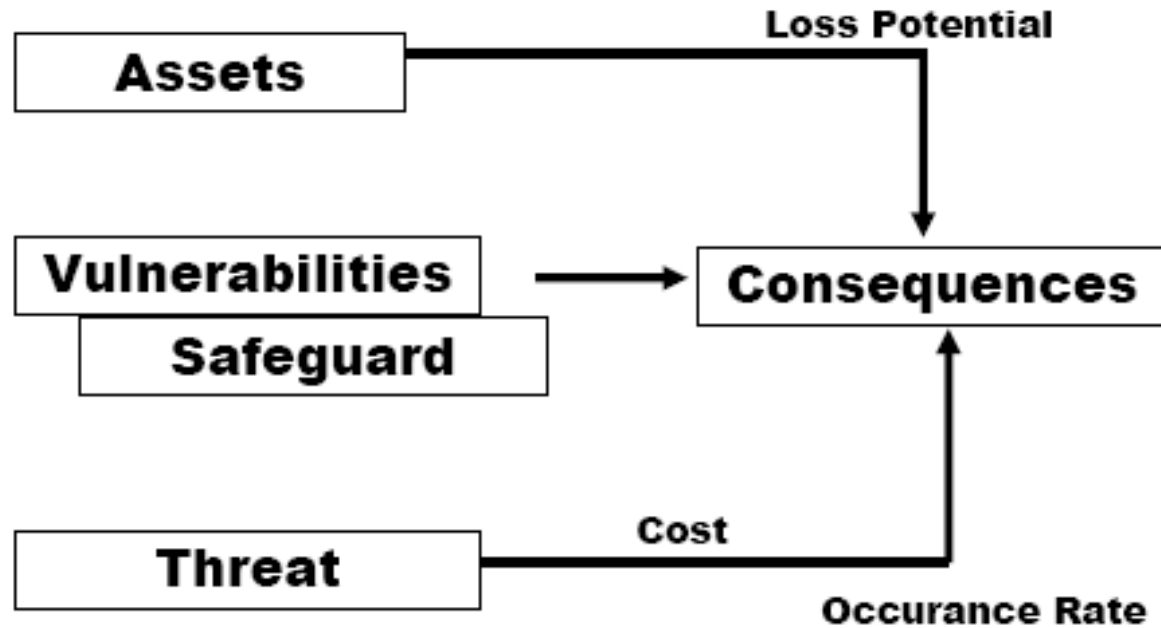 Loss Potential
Assets
Vulnerabilities
Consequences
Safeguard
Cost
Threat
Occurance Rate